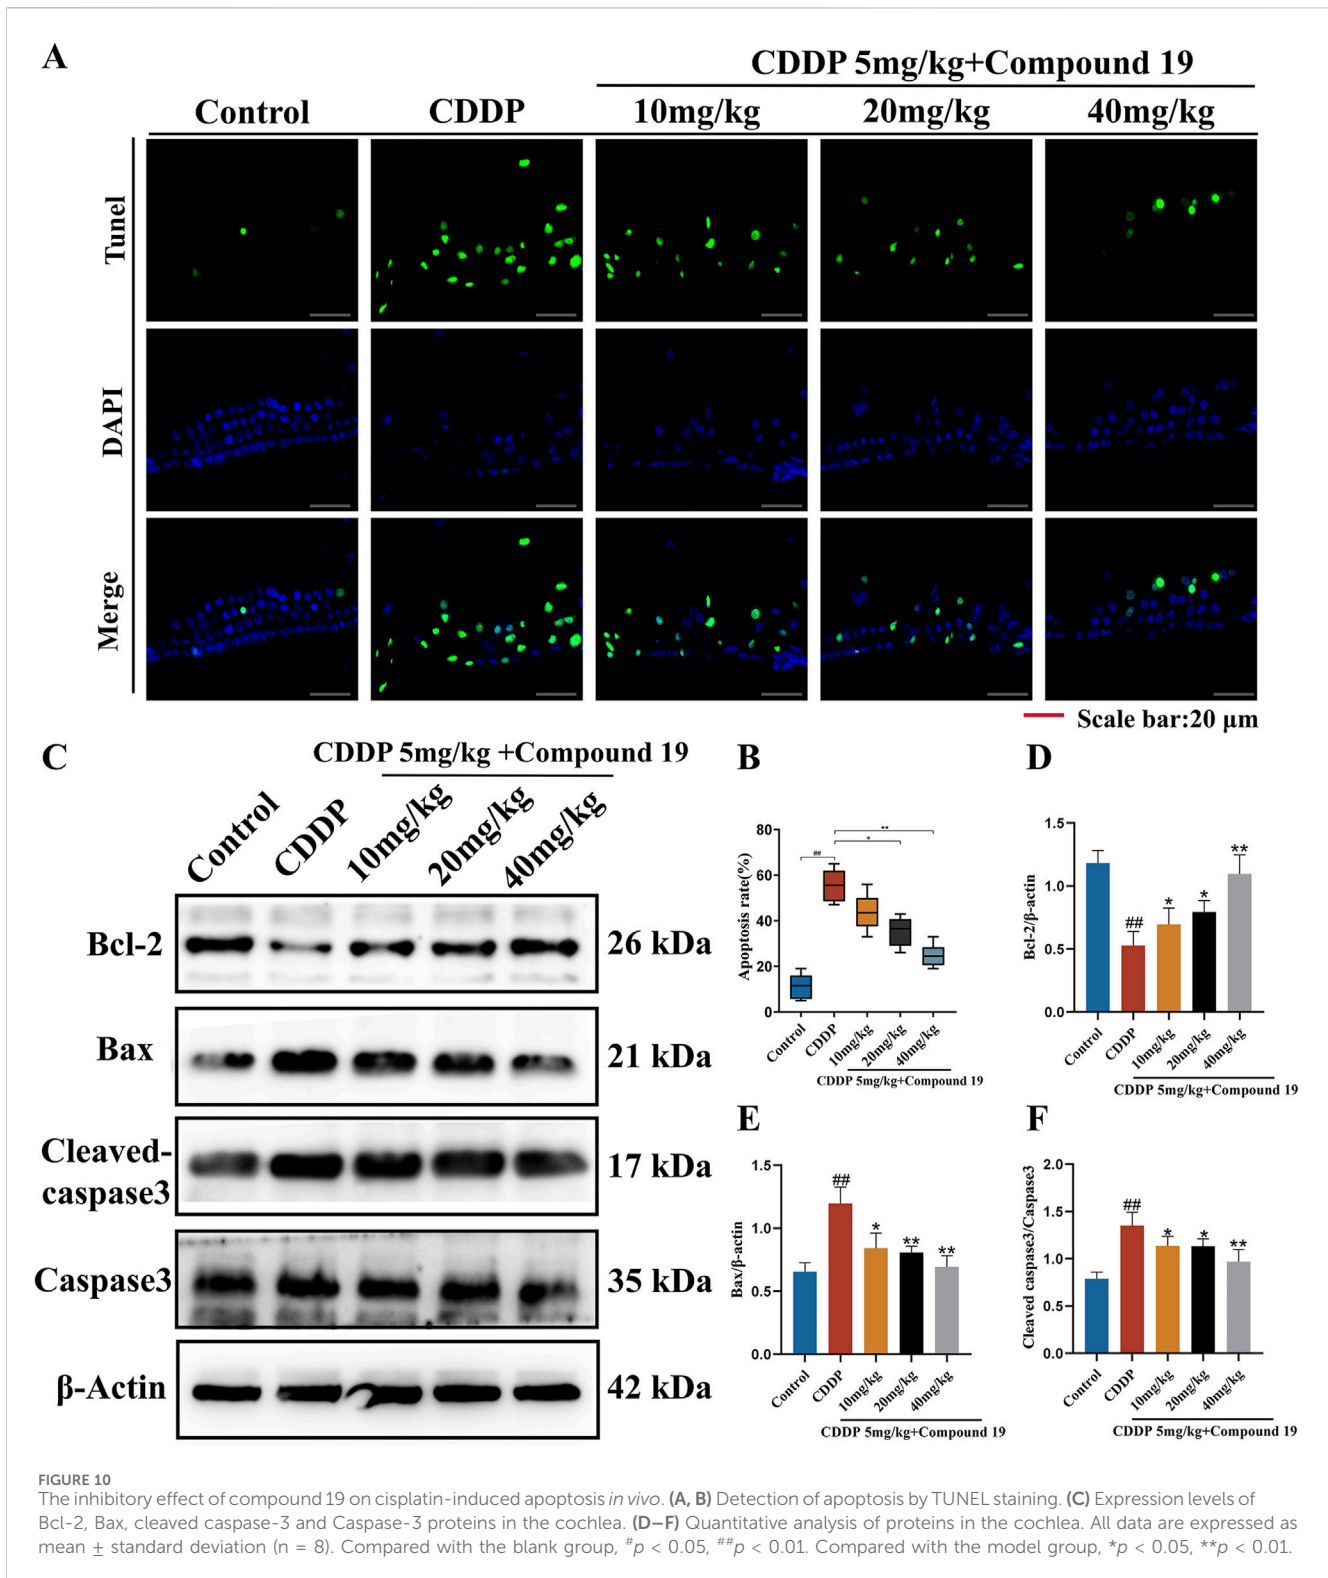 A
CDDP 5mg/kg+Compound 19
Control CDDP 10mg/kg 20mg/kg 40mg/kg
Tunel
DAPI
Merge
Scale bar:20 μm
C
CDDP 5mg/kg +Compound 19
Control CDDP 10mg/kg 20mg/kg 40mg/kg
Bcl-2 26 kDa
Bax 21 kDa
Cleaved-
caspase3 17 kDa
Caspase3 35 kDa
β-Actin 42 kDa
B
Apoptosis rate(%)
80
60
40
20
0
##
*
**
Control CDDP 10mg/kg 20mg/kg 40mg/kg
CDDP 5mg/kg+Compound 19
D
Bcl-2/β-actin
1.5
1.0
0.5
0.0
## * * **
Control CDDP 10mg/kg 20mg/kg 40mg/kg
CDDP 5mg/kg+Compound 19
E
Bax/β-actin
1.5
1.0
0.5
0.0
## * ** **
Control CDDP 10mg/kg 20mg/kg 40mg/kg
CDDP 5mg/kg+Compound 19
F
Cleaved caspase3/Caspase3
2.0
1.5
1.0
0.5
0.0
## * * **
Control CDDP 10mg/kg 20mg/kg 40mg/kg
CDDP 5mg/kg+Compound 19
FIGURE 10
The inhibitory effect of compound 19 on cisplatin-induced apoptosis in vivo. (A, B) Detection of apoptosis by TUNEL staining. (C) Expression levels of
Bcl-2, Bax, cleaved caspase-3 and Caspase-3 proteins in the cochlea. (D–F) Quantitative analysis of proteins in the cochlea. All data are expressed as
mean ± standard deviation (n = 8). Compared with the blank group, #p < 0.05, ##p < 0.01. Compared with the model group, *p < 0.05, **p < 0.01.